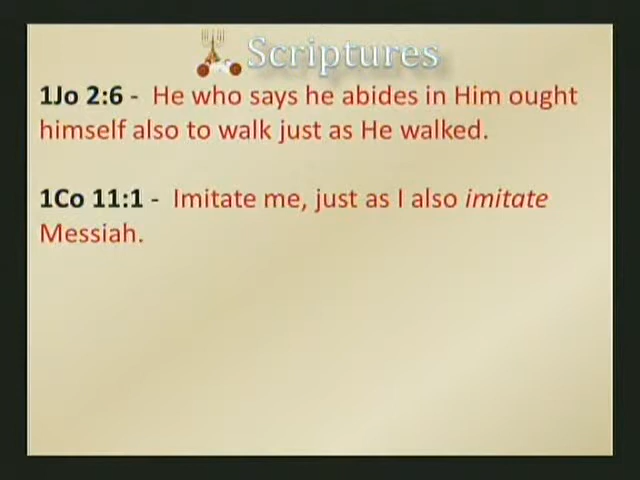 Scriptures
1Jo 2:6 - He who says he abides in Him ought
himself also to walk just as He walked.
1Co 11:1 - Imitate me, just as I also imitate
Messiah.